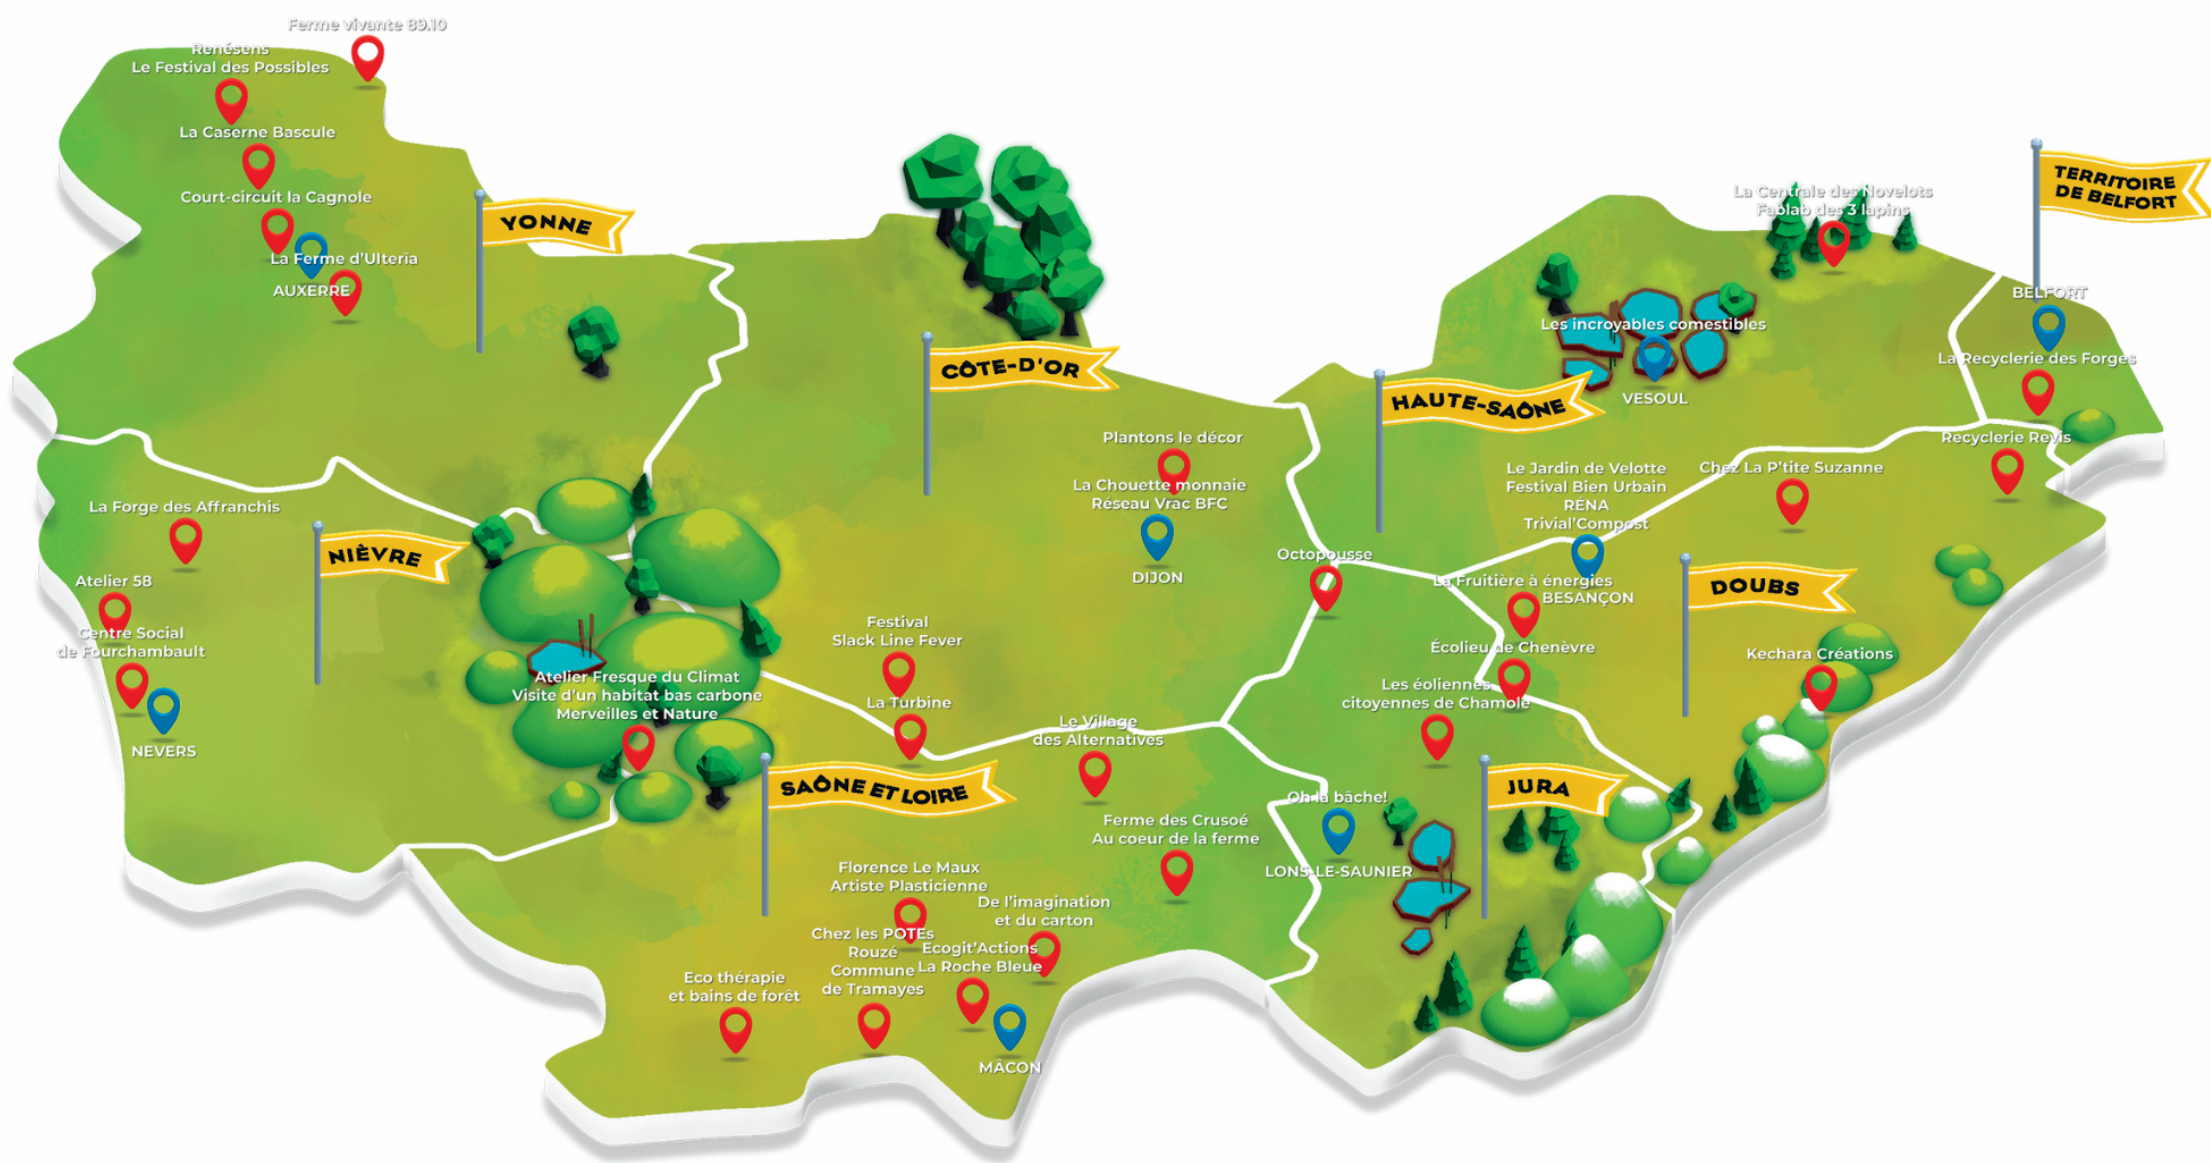 Ferme vivante 89.10
Renésens
Le Festival des Possibles
La Caserne Bascule
Court-circuit la Cagnole
La Ferme d'Ulteria
AUXERRE
YONNE
CÔTE-D'OR
La Centrale des Novelots
Fablab des 3 lapins
TERRITOIRE
DE BELFORT
BELFORT
La Recyclerie des Forges
Les incroyables comestibles
VESOUL
HAUTE-SAÔNE
Plantons le décor
La Chouette monnaie
Réseau Vrac BFC
DIJON
Recyclerie Revis
Chez La P'tite Suzanne
Le Jardin de Velotte
Festival Bien Urbain
RÉNA
Trivial'Compost
BESANÇON
La Forge des Affranchis
NIÈVRE
Atelier 58
Centre Social
de Fourchambault
NEVERS
Octopousse
La Fruitière à énergies
DOUBS
Écolieu de Chenèvre
Kechara Créations
Les éoliennes
citoyennes de Chamole
Festival
Slack Line Fever
La Turbine
Atelier Fresque du Climat
Visite d'un habitat bas carbone
Merveilles et Nature
Le Village
des Alternatives
SAÔNE ET LOIRE
JURA
Oh la bâche!
LONS-LE-SAUNIER
Ferme des Crusoé
Au coeur de la ferme
Florence Le Maux
Artiste Plasticienne
De l'imagination
et du carton
Chez les POTEs
Rouzé
Commune
de Tramayes
Ecogit'Actions
La Roche Bleue
Eco thérapie
et bains de forêt
MÂCON